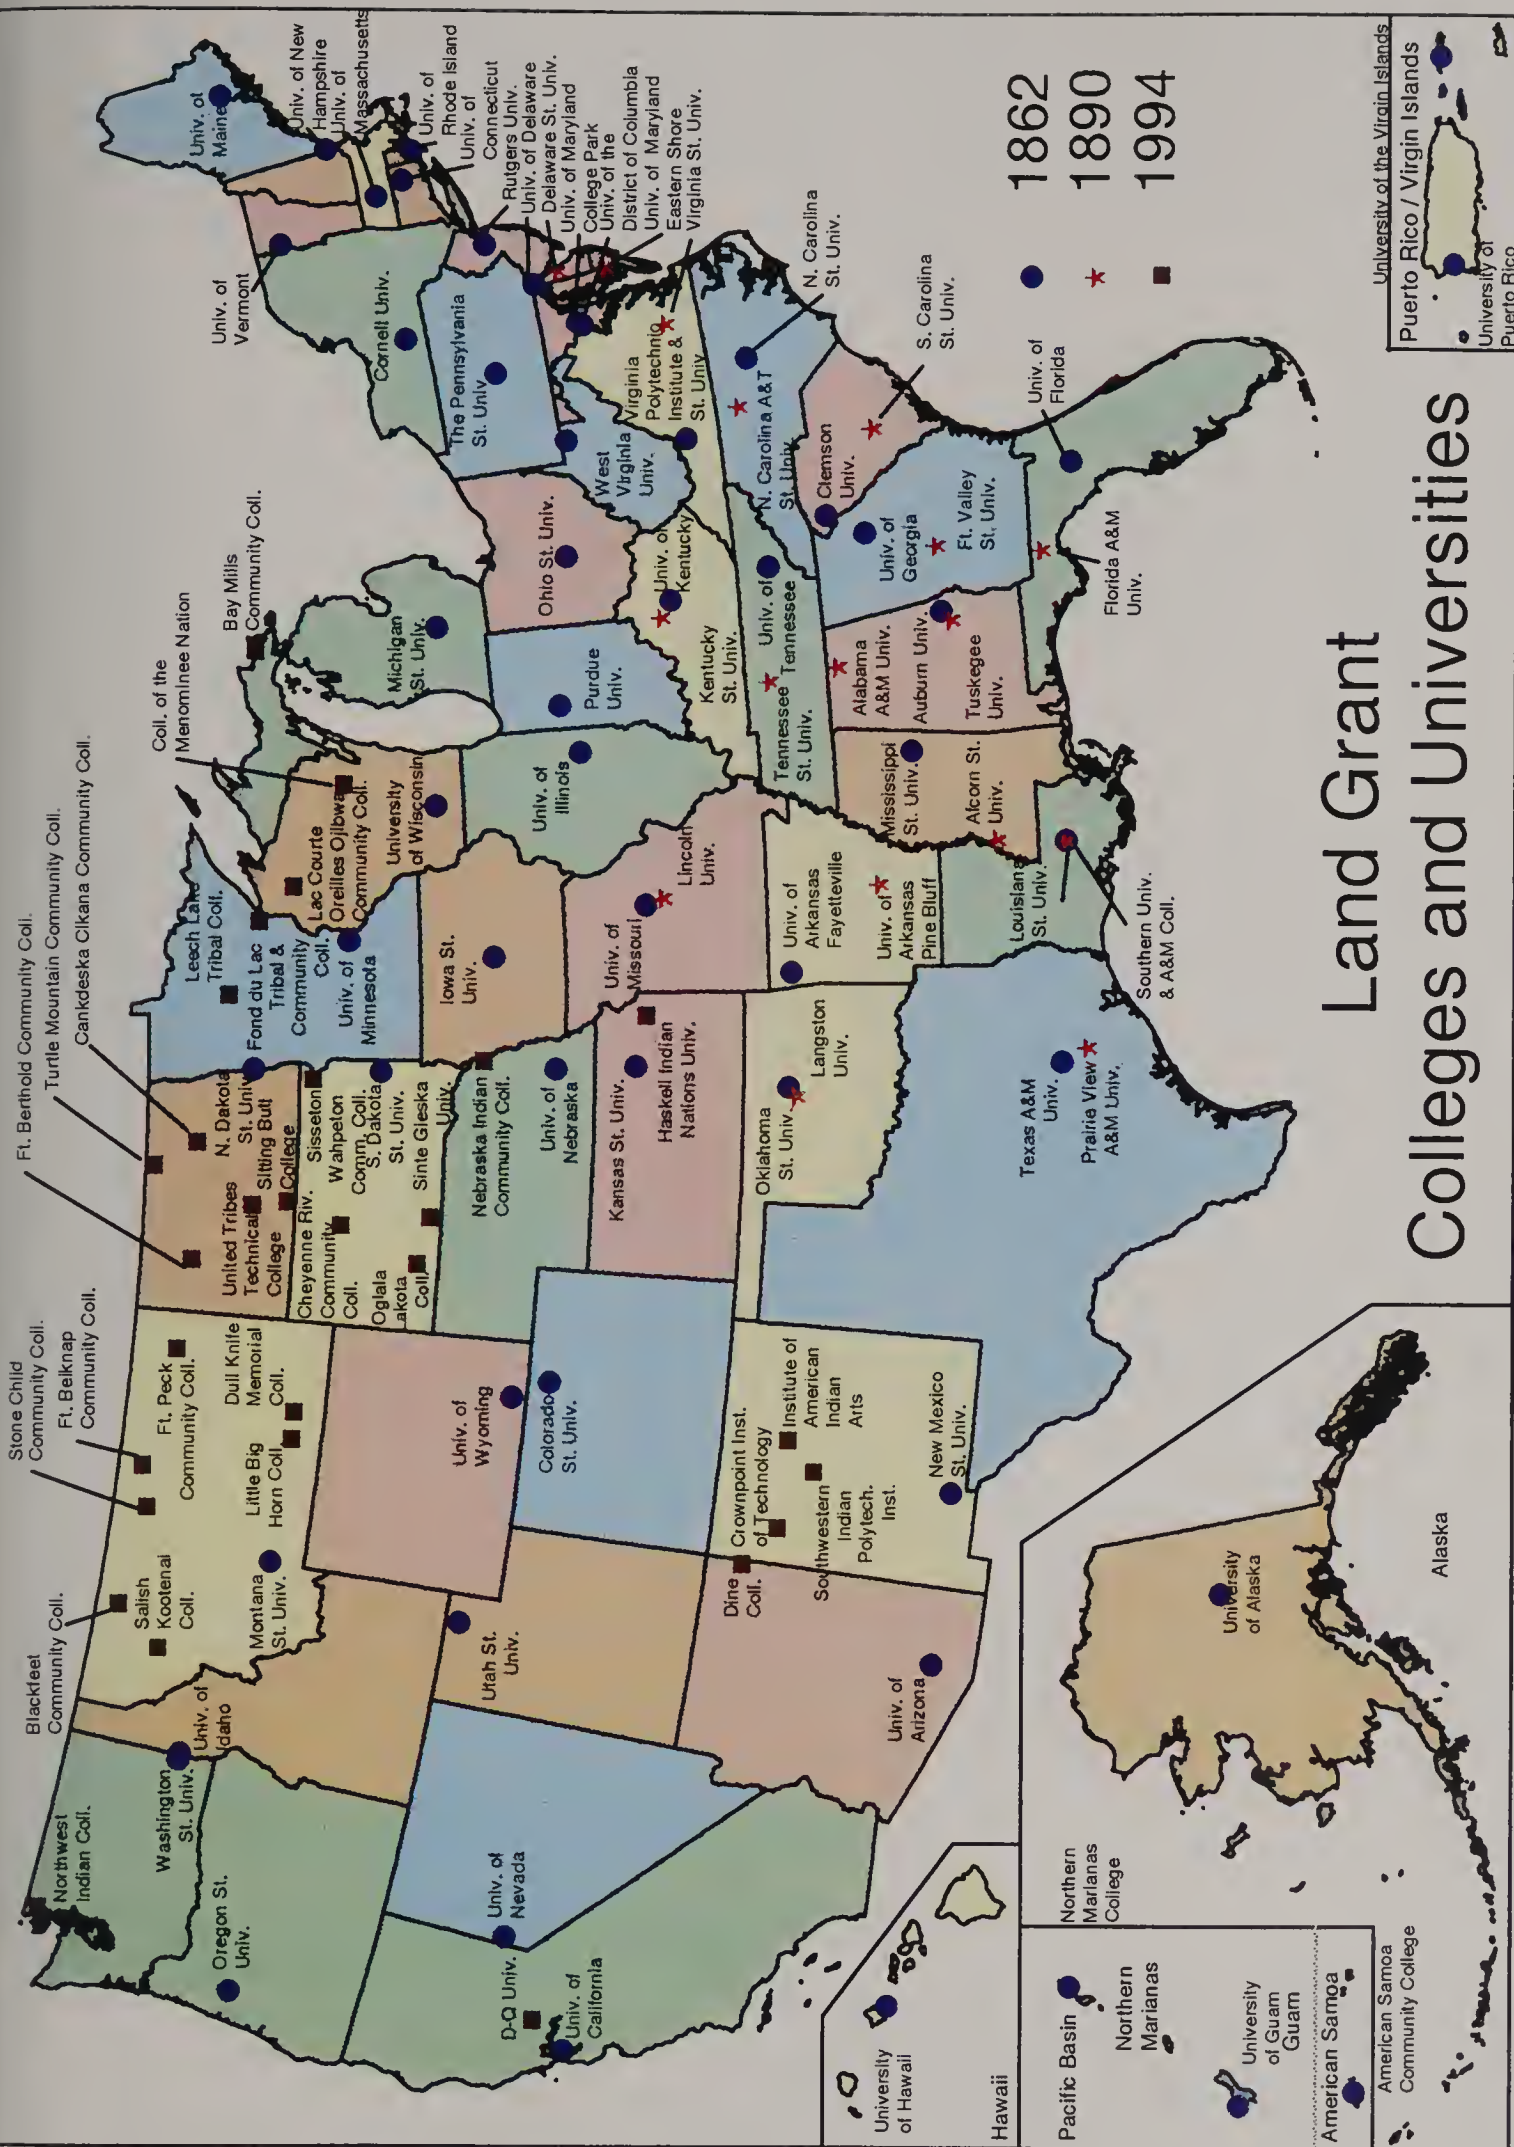 Land Grant
Colleges and Universities
1862
1890
1994
Blackfeet
Community Coll.
Stone Child
Community Coll.
Ft. Belknap
Community Coll.
Ft. Berthold Community Coll.
Turtle Mountain Community Coll.
Cankdeska Cikana Community Coll.
Coll. of the
Menominee Nation
Bay Mills
Community Coll.
Univ. of
Vermont
Univ. of
Maine
Univ. of New
Hampshire
Univ. of
Massachusetts
Univ. of
Rhode Island
Univ. of
Connecticut
Rutgers Univ.
Univ. of Delaware
Delaware St. Univ.
Univ. of Maryland
College Park
Univ. of the
District of Columbia
Univ. of Maryland
Eastern Shore
Virginia St. Univ.
Northwest
Indian Coll.
Washington
St. Univ.
Oregon St.
Univ.
Univ. of
Idaho
Salish
Kootenai
Coll.
Montana
St. Univ.
Little Big
Horn Coll.
Ft. Peck
Community Coll.
Dull Knife
Memorial
Coll.
United Tribes
Technical
College
N. Dakota
St. Univ.
Sitting Bull
College
Cheyenne Riv.
Community
Coll.
Sisseton
Wahpeton
Comm. Coll.
S. Dakota
St. Univ.
Oglala
akota
Coll.
Sinte Gleska
Univ.
Leech Lake
Tribal Coll.
Fond du Lac
Tribal &
Community
Coll.
Univ. of
Minnesota
Lac Courte
Oreilles Ojibwa
Community Coll.
University
of Wisconsin
Michigan
St. Univ.
Cornell Univ.
The Pennsylvania
St. Univ
Univ. of
Nevada
D-Q Univ.
Univ. of
California
Utah St.
Univ.
Univ. of
Wyoming
Colorado
St. Univ.
Nebraska Indian
Community Coll.
Univ. of
Nebraska
Iowa St.
Univ.
Univ. of
Illinois
Purdue
Univ.
Ohio St. Univ.
West
Virginia
Univ.
Virginia
Polytechnic
Institute &
St. Univ
Kansas St. Univ.
Haskell Indian
Nations Univ.
Univ. of
Missouri
Lincoln
Univ.
Univ. of
Kentucky
Kentucky
St. Univ.
Univ. of
Arizona
Dine
Coll.
Crownpoint Inst.
of Technology
Institute of
American
Indian
Arts
Southwestern
Indian
Polytech.
Inst.
New Mexico
St. Univ.
Oklahoma
St. Univ.
Langston
Univ.
Univ. of
Arkansas
Fayetteville
Univ. of
Arkansas
Pine Bluff
Tennessee
St. Univ.
Univ. of
Tennessee
N. Carolina A&T
St. Univ.
N. Carolina
St. Univ.
Clemson
Univ.
S. Carolina
St. Univ.
Univ. of
Georgia
Ft. Valley
St. Univ.
Alabama
A&M Univ.
Auburn Univ.
Tuskegee
Univ.
Mississippi
St. Univ.
Alcorn St.
Univ.
Louisiana
St. Univ.
Southern Univ.
& A&M Coll.
Texas A&M
Univ.
Prairie View
A&M Univ.
Florida A&M
Univ.
Univ. of
Florida
University
of Hawaii
Hawaii
Pacific Basin
Northern
Marianas
Northern
Marianas
College
University
of Guam
Guam
American Samoa
American Samoa
Community College
University
of Alaska
Alaska
University of the Virgin Islands
Puerto Rico / Virgin Islands
University of
Puerto Rico